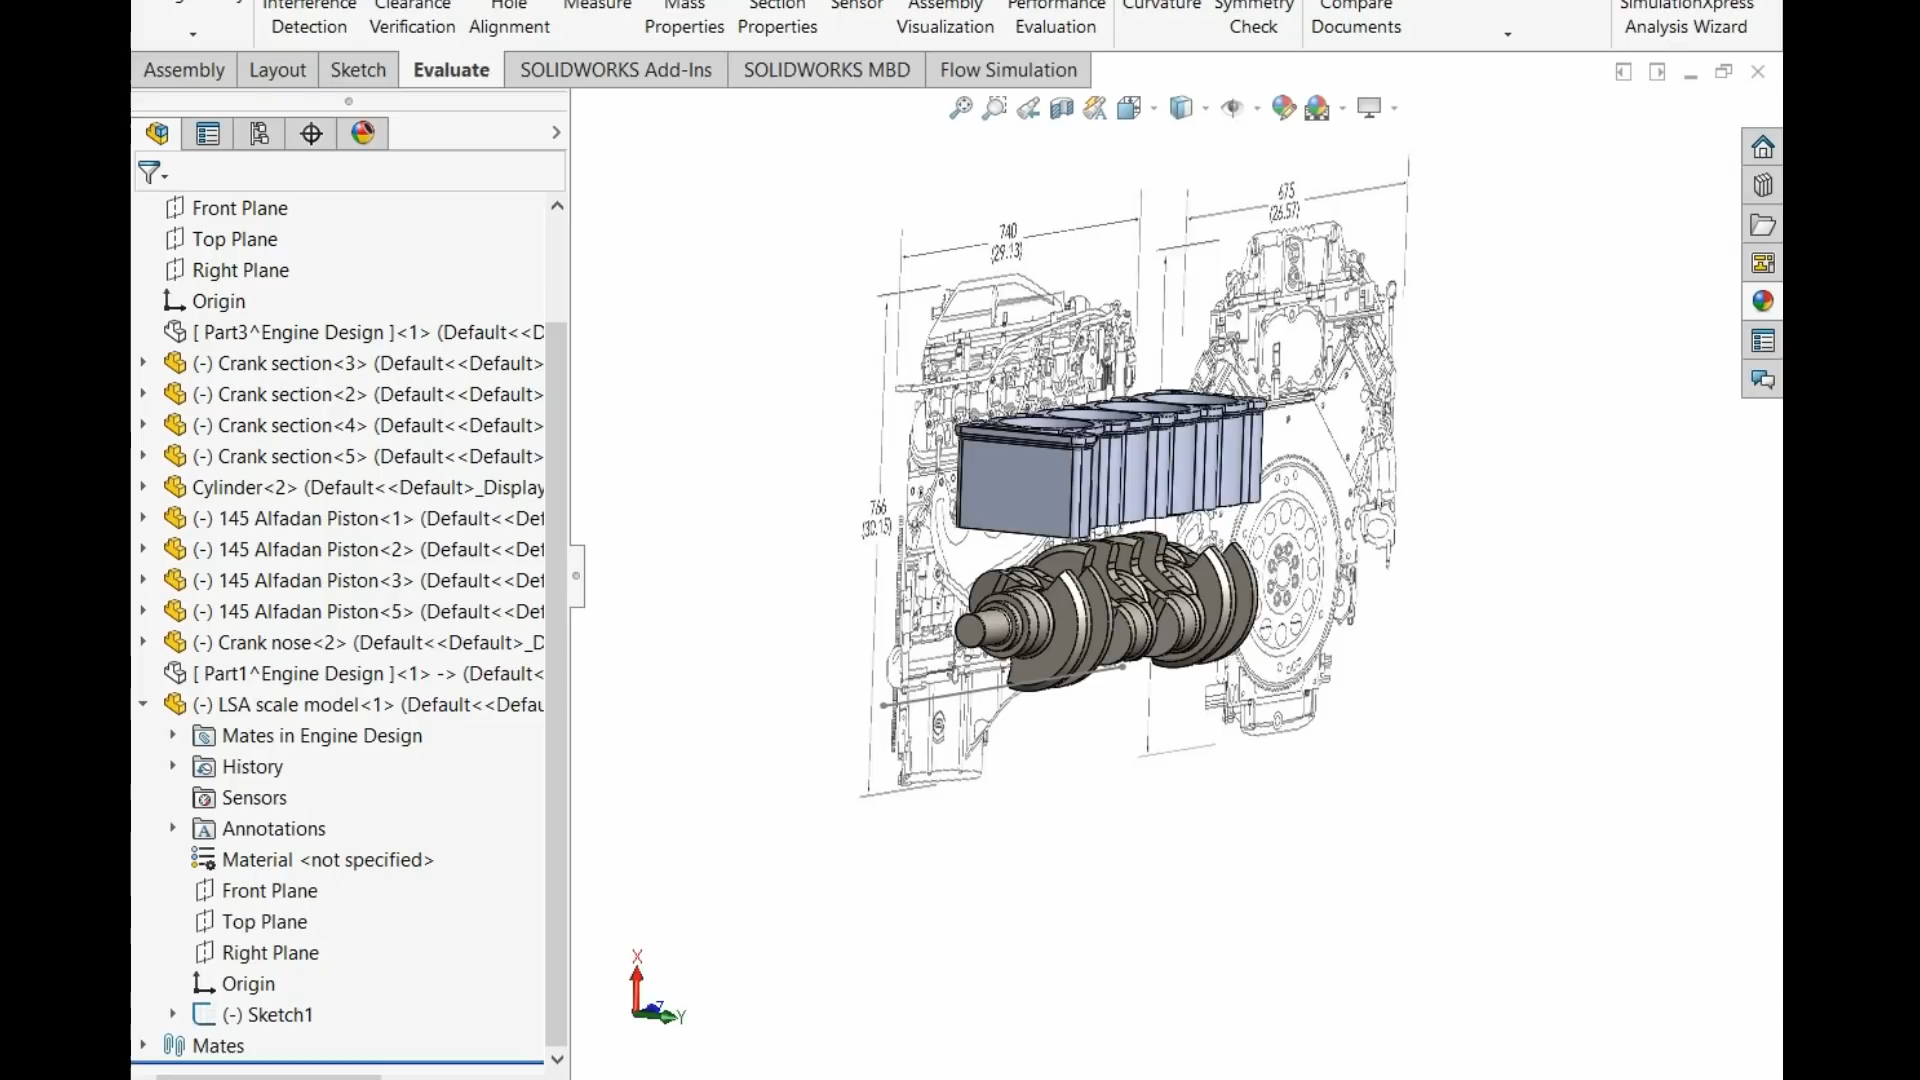 Interference Clearance Hole Measure Mass Section Sensor Assembly Performance Curvature Symmetry Compare SimulationXpress
Detection Verification Alignment Properties Properties Visualization Evaluation Check Documents Analysis Wizard
Assembly Layout Sketch Evaluate SOLIDWORKS Add-Ins SOLIDWORKS MBD Flow Simulation
Front Plane
Top Plane
Right Plane
Origin
[ Part3^Engine Design ]<1> (Default<<D
(-) Crank section<3> (Default<<Default>
(-) Crank section<2> (Default<<Default>
(-) Crank section<4> (Default<<Default>
(-) Crank section<5> (Default<<Default>
Cylinder<2> (Default<<Default>_Display
(-) 145 Alfadan Piston<1> (Default<<Def
(-) 145 Alfadan Piston<2> (Default<<Def
(-) 145 Alfadan Piston<3> (Default<<Def
(-) 145 Alfadan Piston<5> (Default<<Def
(-) Crank nose<2> (Default<<Default>_D
[ Part1^Engine Design ]<1> -> (Default<
(-) LSA scale model<1> (Default<<Defau
Mates in Engine Design
History
Sensors
Annotations
Material <not specified>
Front Plane
Top Plane
Right Plane
Origin
(-) Sketch1
Mates
675
(26.57)
740
(29.13)
766
(30.15)
X
Z
Y